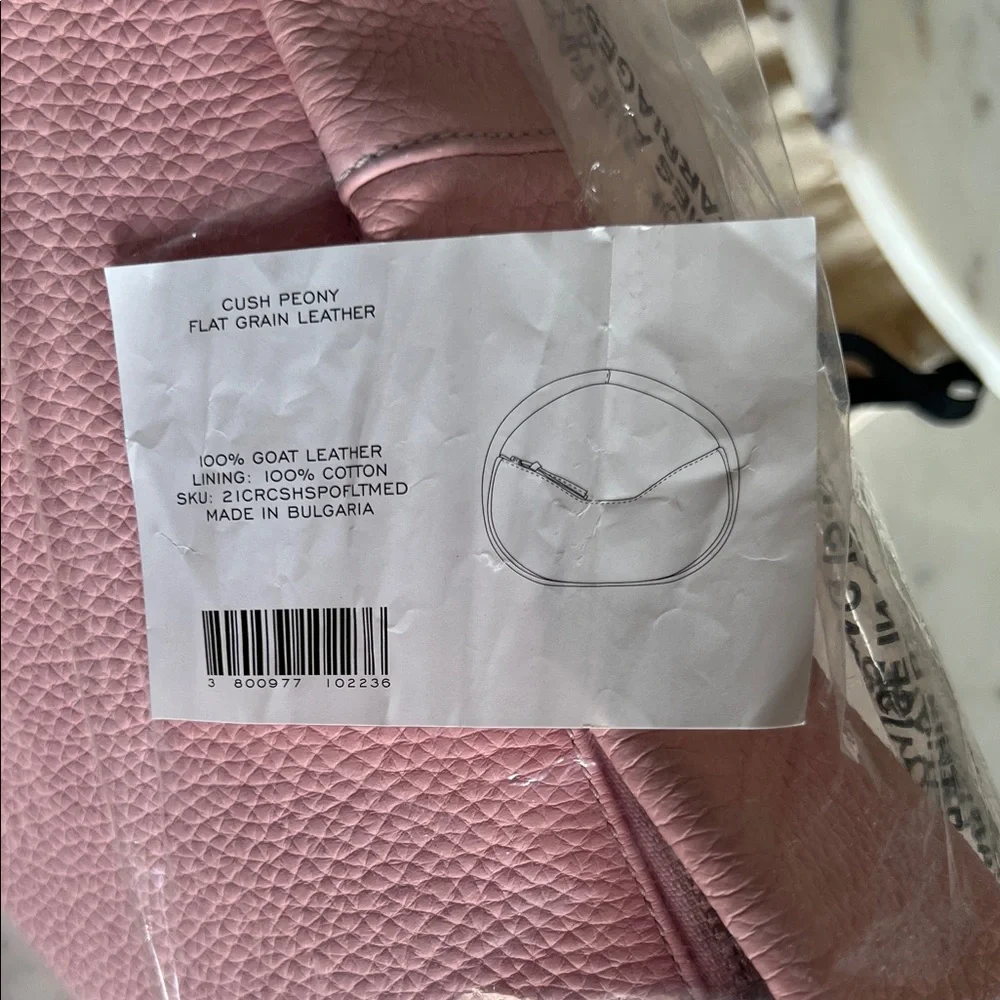 CUSH PEONY
FLAT GRAIN LEATHER
100% GOAT LEATHER
LINING: 100% COTTON
SKU: 21CRCSHSPOFLTMED
MADE IN BULGARIA
3 800977 102236